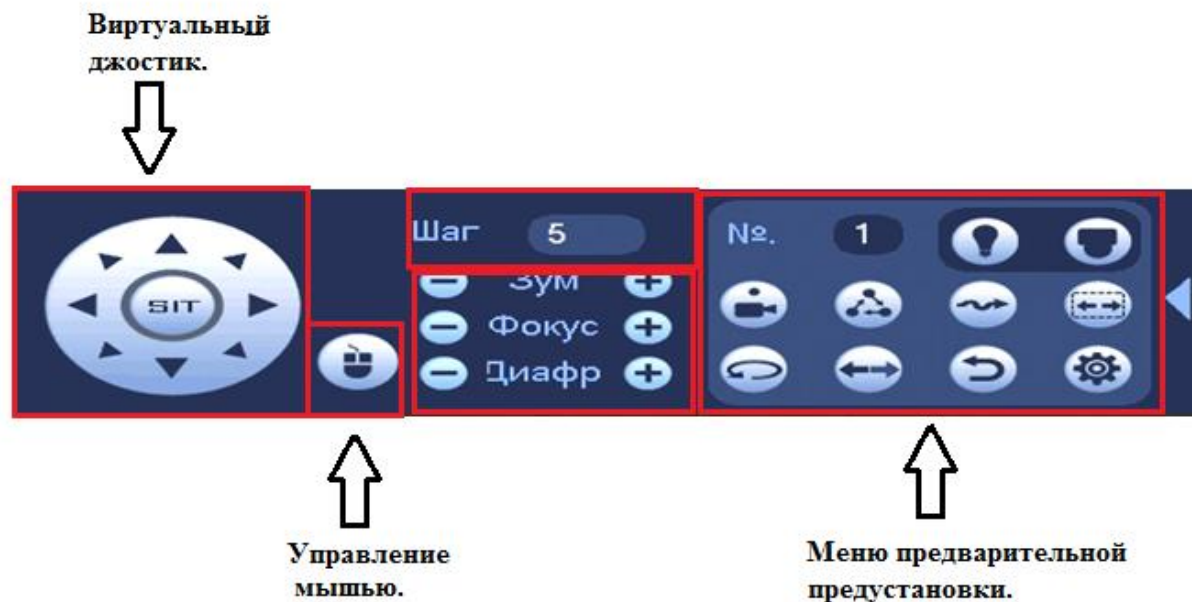 Виртуальный
джостик.
SIT
Шаг 5
Зум
Фокус
Диафр
№. 1
Управление
мышью.
Меню предварительной
предустановки.